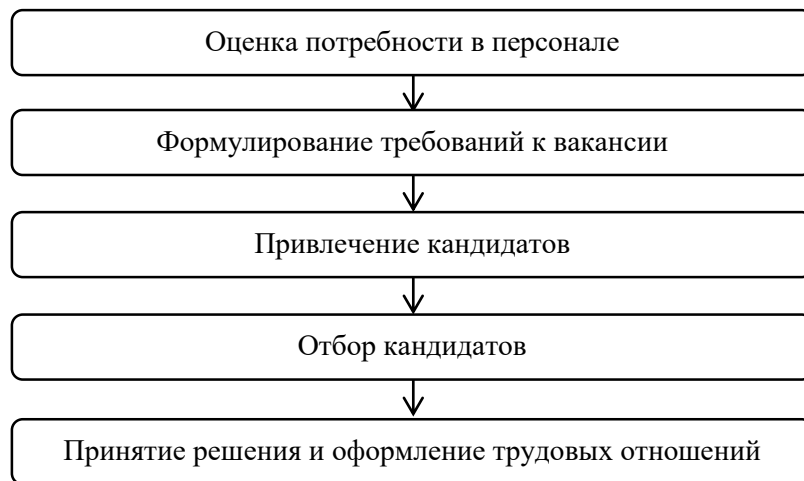 Оценка потребности в персонале
Формулирование требований к вакансии
Привлечение кандидатов
Отбор кандидатов
Принятие решения и оформление трудовых отношений